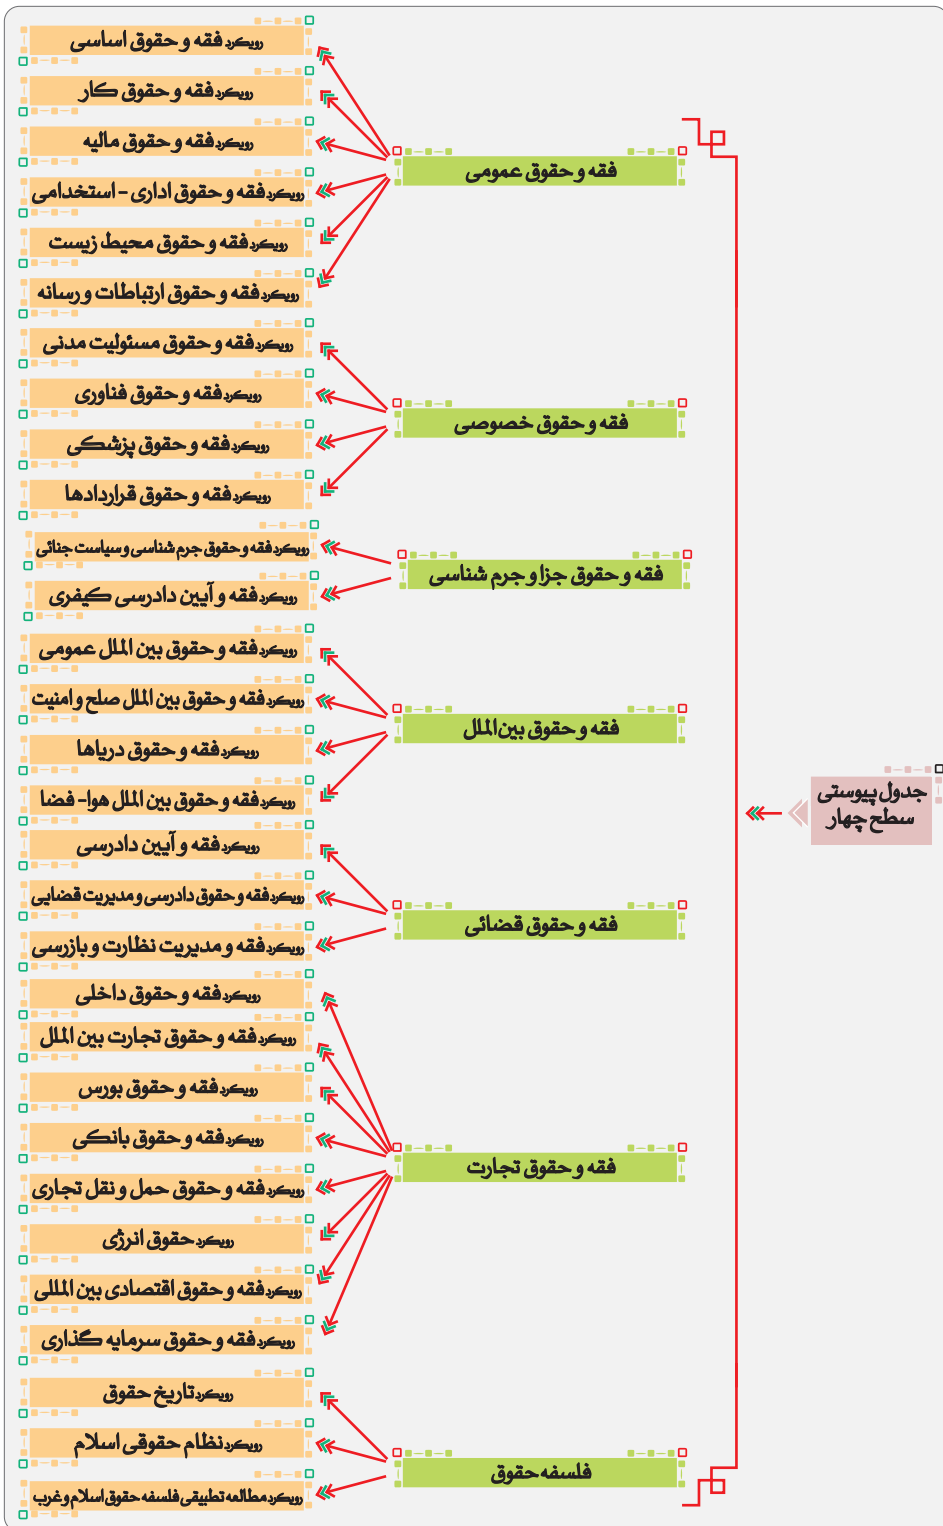 جدول پیوستی
سطح چهار
فقه و حقوق عمومی
رویکرد فقه و حقوق اساسی
رویکرد فقه و حقوق کار
رویکرد فقه و حقوق مالیه
رویکرد فقه و حقوق اداری - استخدامی
رویکرد فقه و حقوق محیط زیست
رویکرد فقه و حقوق ارتباطات و رسانه
فقه و حقوق خصوصی
رویکرد فقه و حقوق مسئولیت مدنی
رویکرد فقه و حقوق فناوری
رویکرد فقه و حقوق پزشکی
رویکرد فقه و حقوق قراردادها
فقه و حقوق جزا و جرم شناسی
رویکرد فقه و حقوق جرم شناسی و سیاست جنائی
رویکرد فقه و آیین دادرسی کیفری
فقه و حقوق بین‌الملل
رویکرد فقه و حقوق بین الملل عمومی
رویکرد فقه و حقوق بین الملل صلح و امنیت
رویکرد فقه و حقوق دریاها
رویکرد فقه و حقوق بین الملل هوا- فضا
فقه و حقوق قضائی
رویکرد فقه و آیین دادرسی
رویکرد فقه و حقوق دادرسی و مدیریت قضایی
رویکرد فقه و مدیریت نظارت و بازرسی
فقه و حقوق تجارت
رویکرد فقه و حقوق داخلی
رویکرد فقه و حقوق تجارت بین الملل
رویکرد فقه و حقوق بورس
رویکرد فقه و حقوق بانکی
رویکرد فقه و حقوق حمل و نقل تجاری
رویکرد حقوق انرژی
رویکرد فقه و حقوق اقتصادی بین المللی
رویکرد فقه و حقوق سرمایه گذاری
فلسفه حقوق
رویکرد تاریخ حقوق
رویکرد نظام حقوقی اسلام
رویکرد مطالعه تطبیقی فلسفه حقوق اسلام و غرب